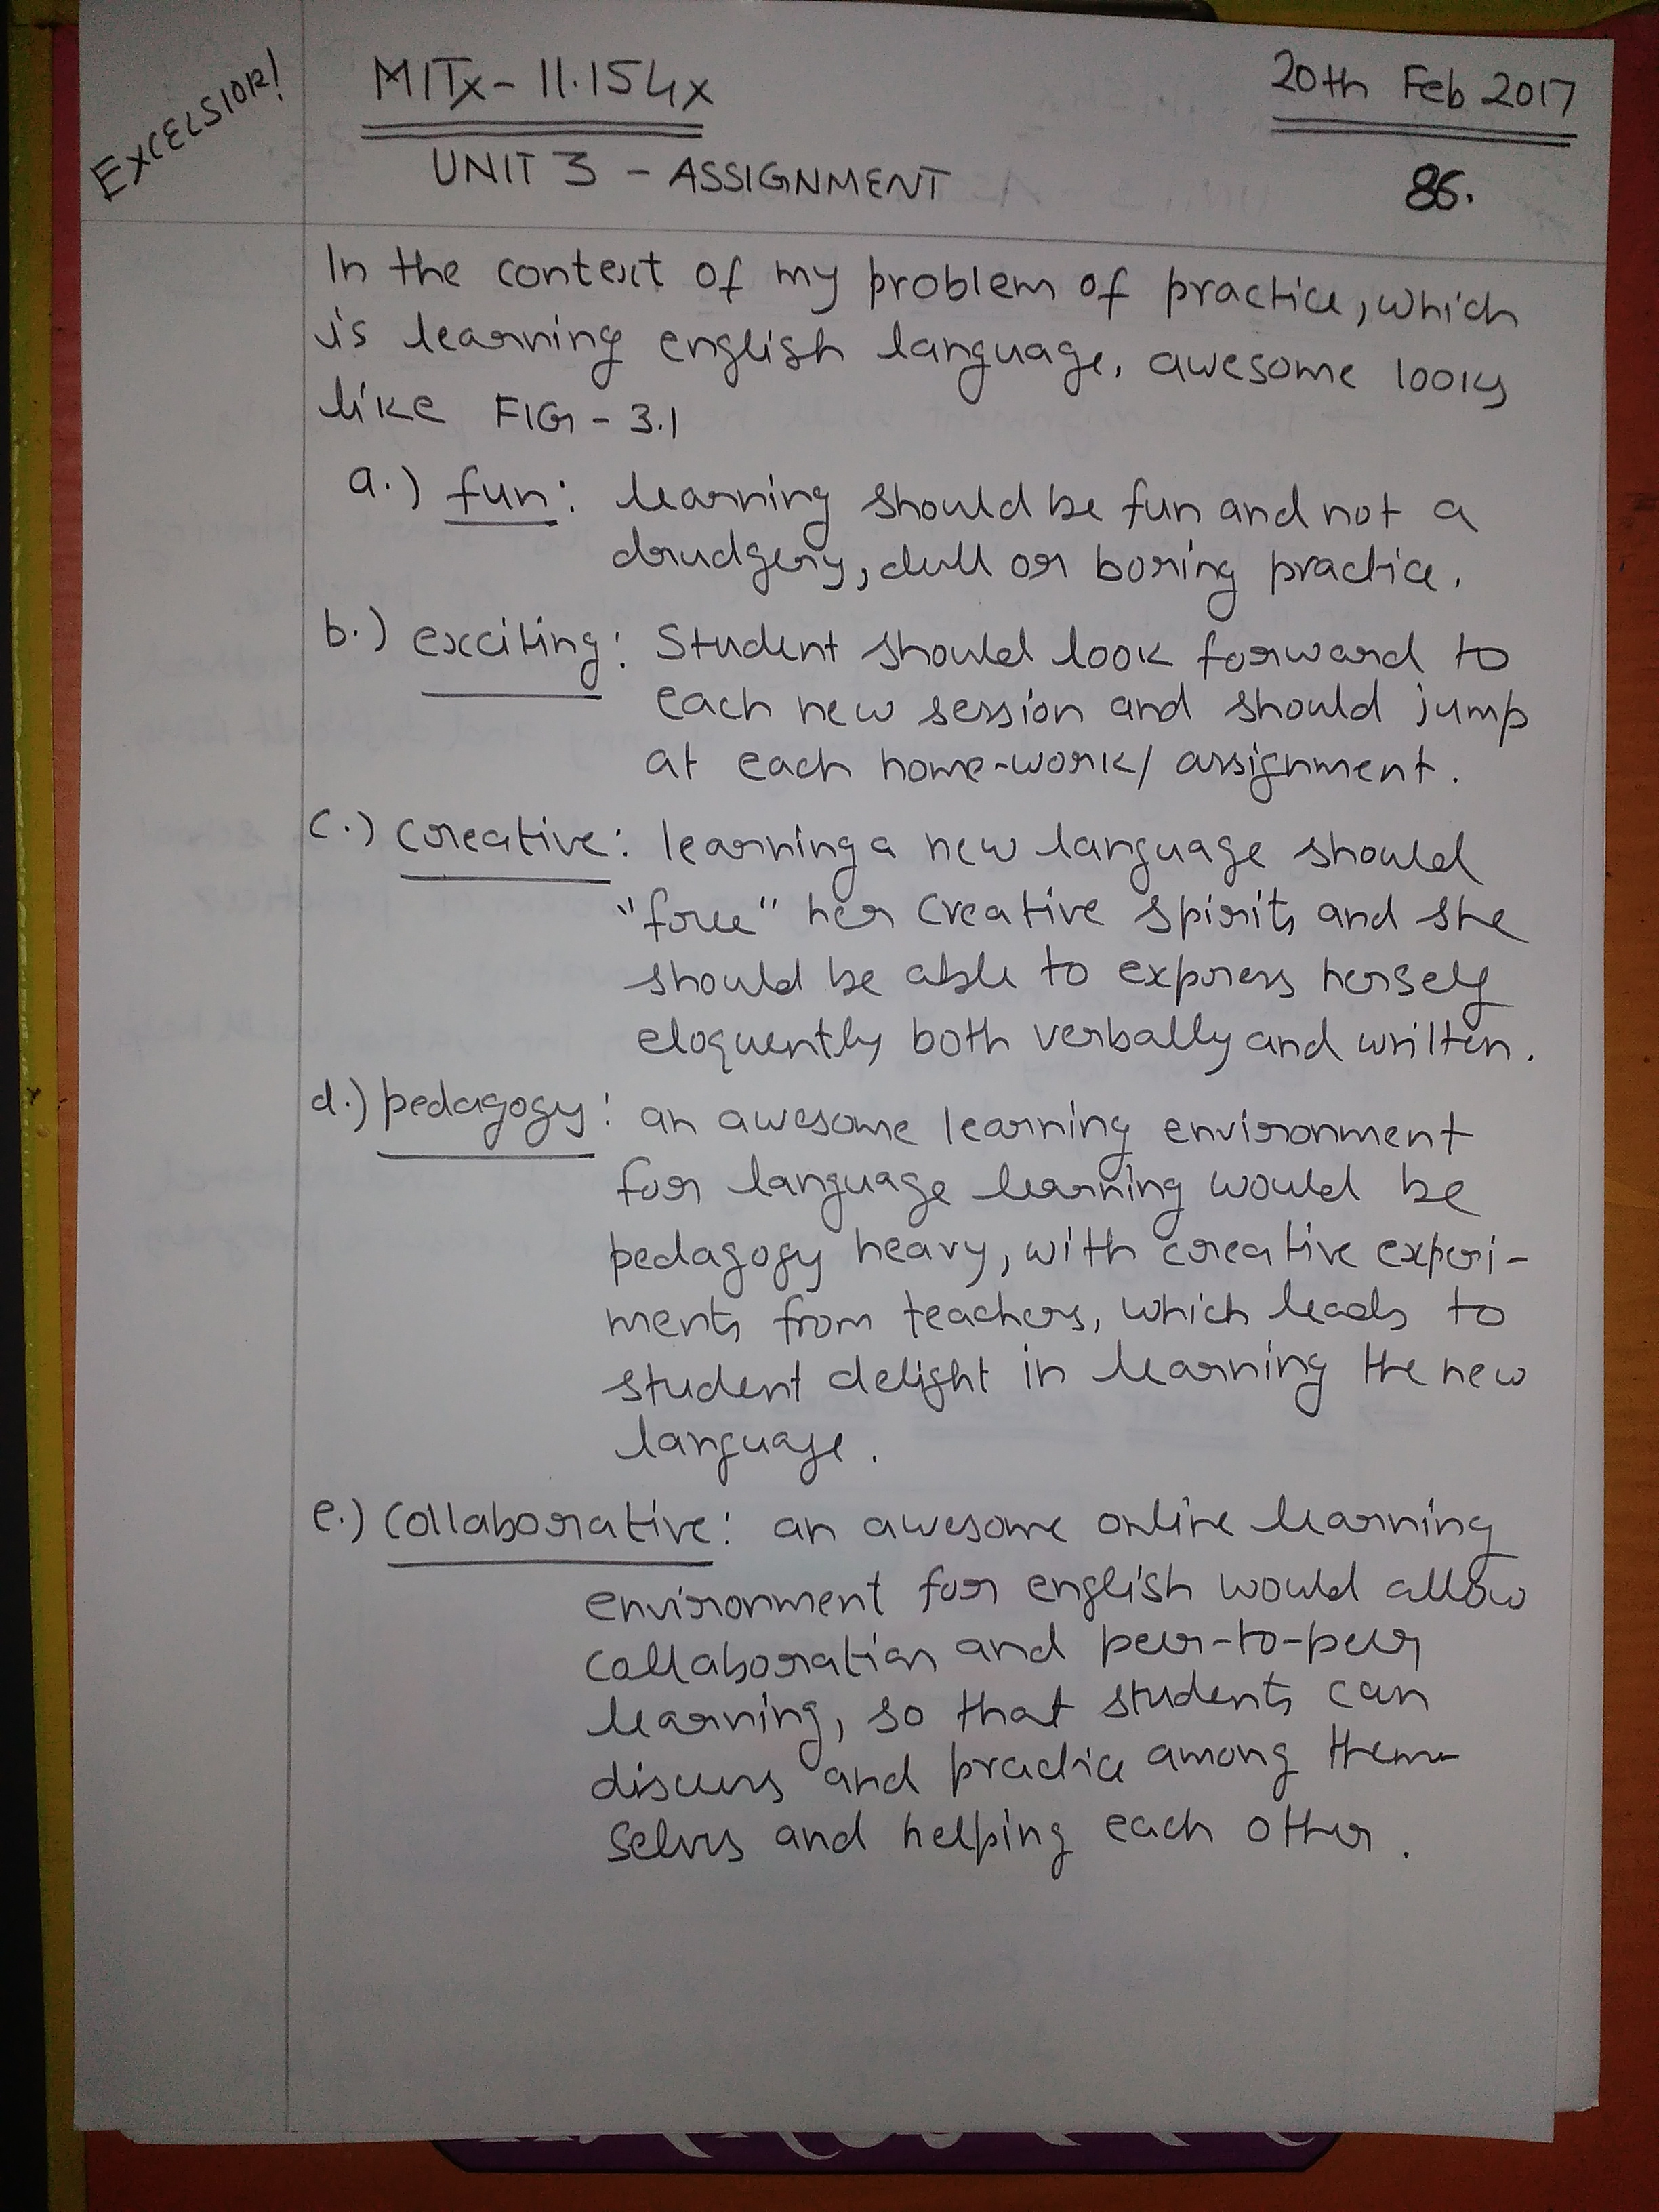 EXCELSIOR!
MITx - 11.154x
20th Feb 2017
UNIT 3 - ASSIGNMENT
86.
In the context of my problem of practice, which
is learning english language, awesome looks
like FIG - 3.1
a.) fun: learning should be fun and not a
drudgery, dull or boring practice.
b.) exciting: Student should look forward to
each new session and should jump
at each home-work/ assignment.
c.) creative: learning a new language should
"free" her creative spirits and she
should be able to express herself
eloquently both verbally and written.
d.) pedagogy: an awesome learning environment
for language learning would be
pedagogy heavy, with creative experi-
ments from teachers, which leads to
student delight in learning the new
language.
e.) collaborative: an awesome online learning
environment for english would allow
collaboration and peer-to-peer
learning, so that students can
discuss and practice among them-
selves and helping each other.